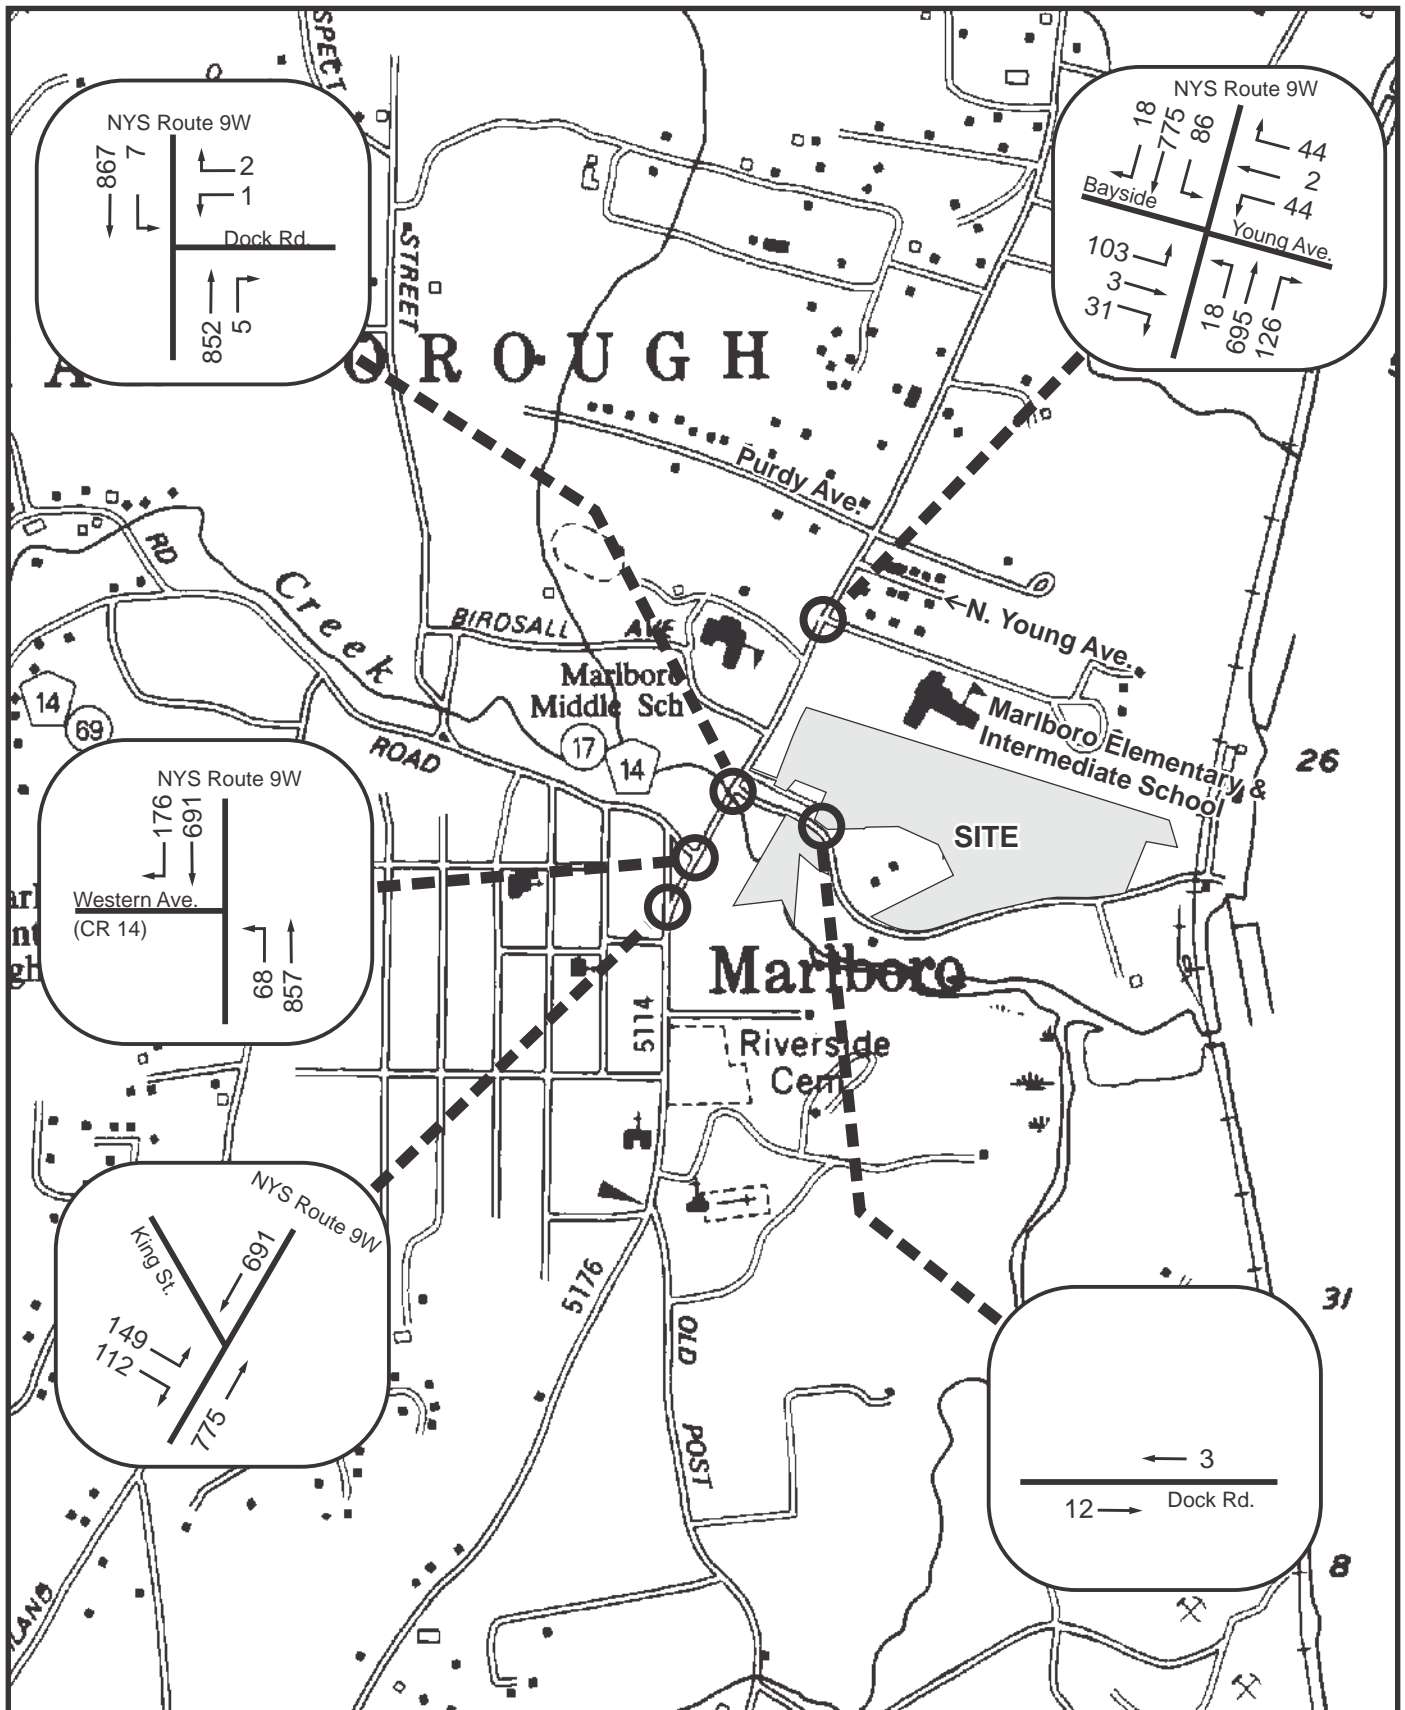 SPECT
STREET
NYS Route 9W
867
7
2
1
Dock Rd.
852
5
NYS Route 9W
18
775
86
44
2
44
Bayside
Young Ave.
103
3
31
18
695
126
A
OROUGH
Purdy Ave.
RD
Creek
BIRDSALL AVE
N. Young Ave.
Marlboro
Middle Sch
14
69
17
14
ROAD
Marlboro Elementary &
Intermediate School
26
SITE
NYS Route 9W
176
691
Western Ave.
(CR 14)
68
857
Marlboro
5114
Riverside
Cem
NYS Route 9W
King St.
691
149
112
775
5176
OLD
POST
31
3
12
Dock Rd.
8